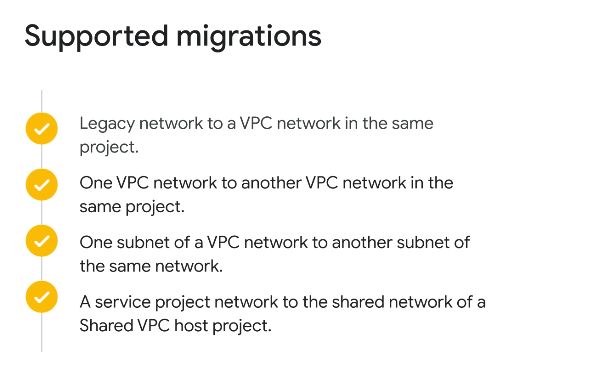 Supported migrations
Legacy network to a VPC network in the same
project.
One VPC network to another VPC network in the
same project.
One subnet of a VPC network to another subnet of
the same network.
A service project network to the shared network of a
Shared VPC host project.